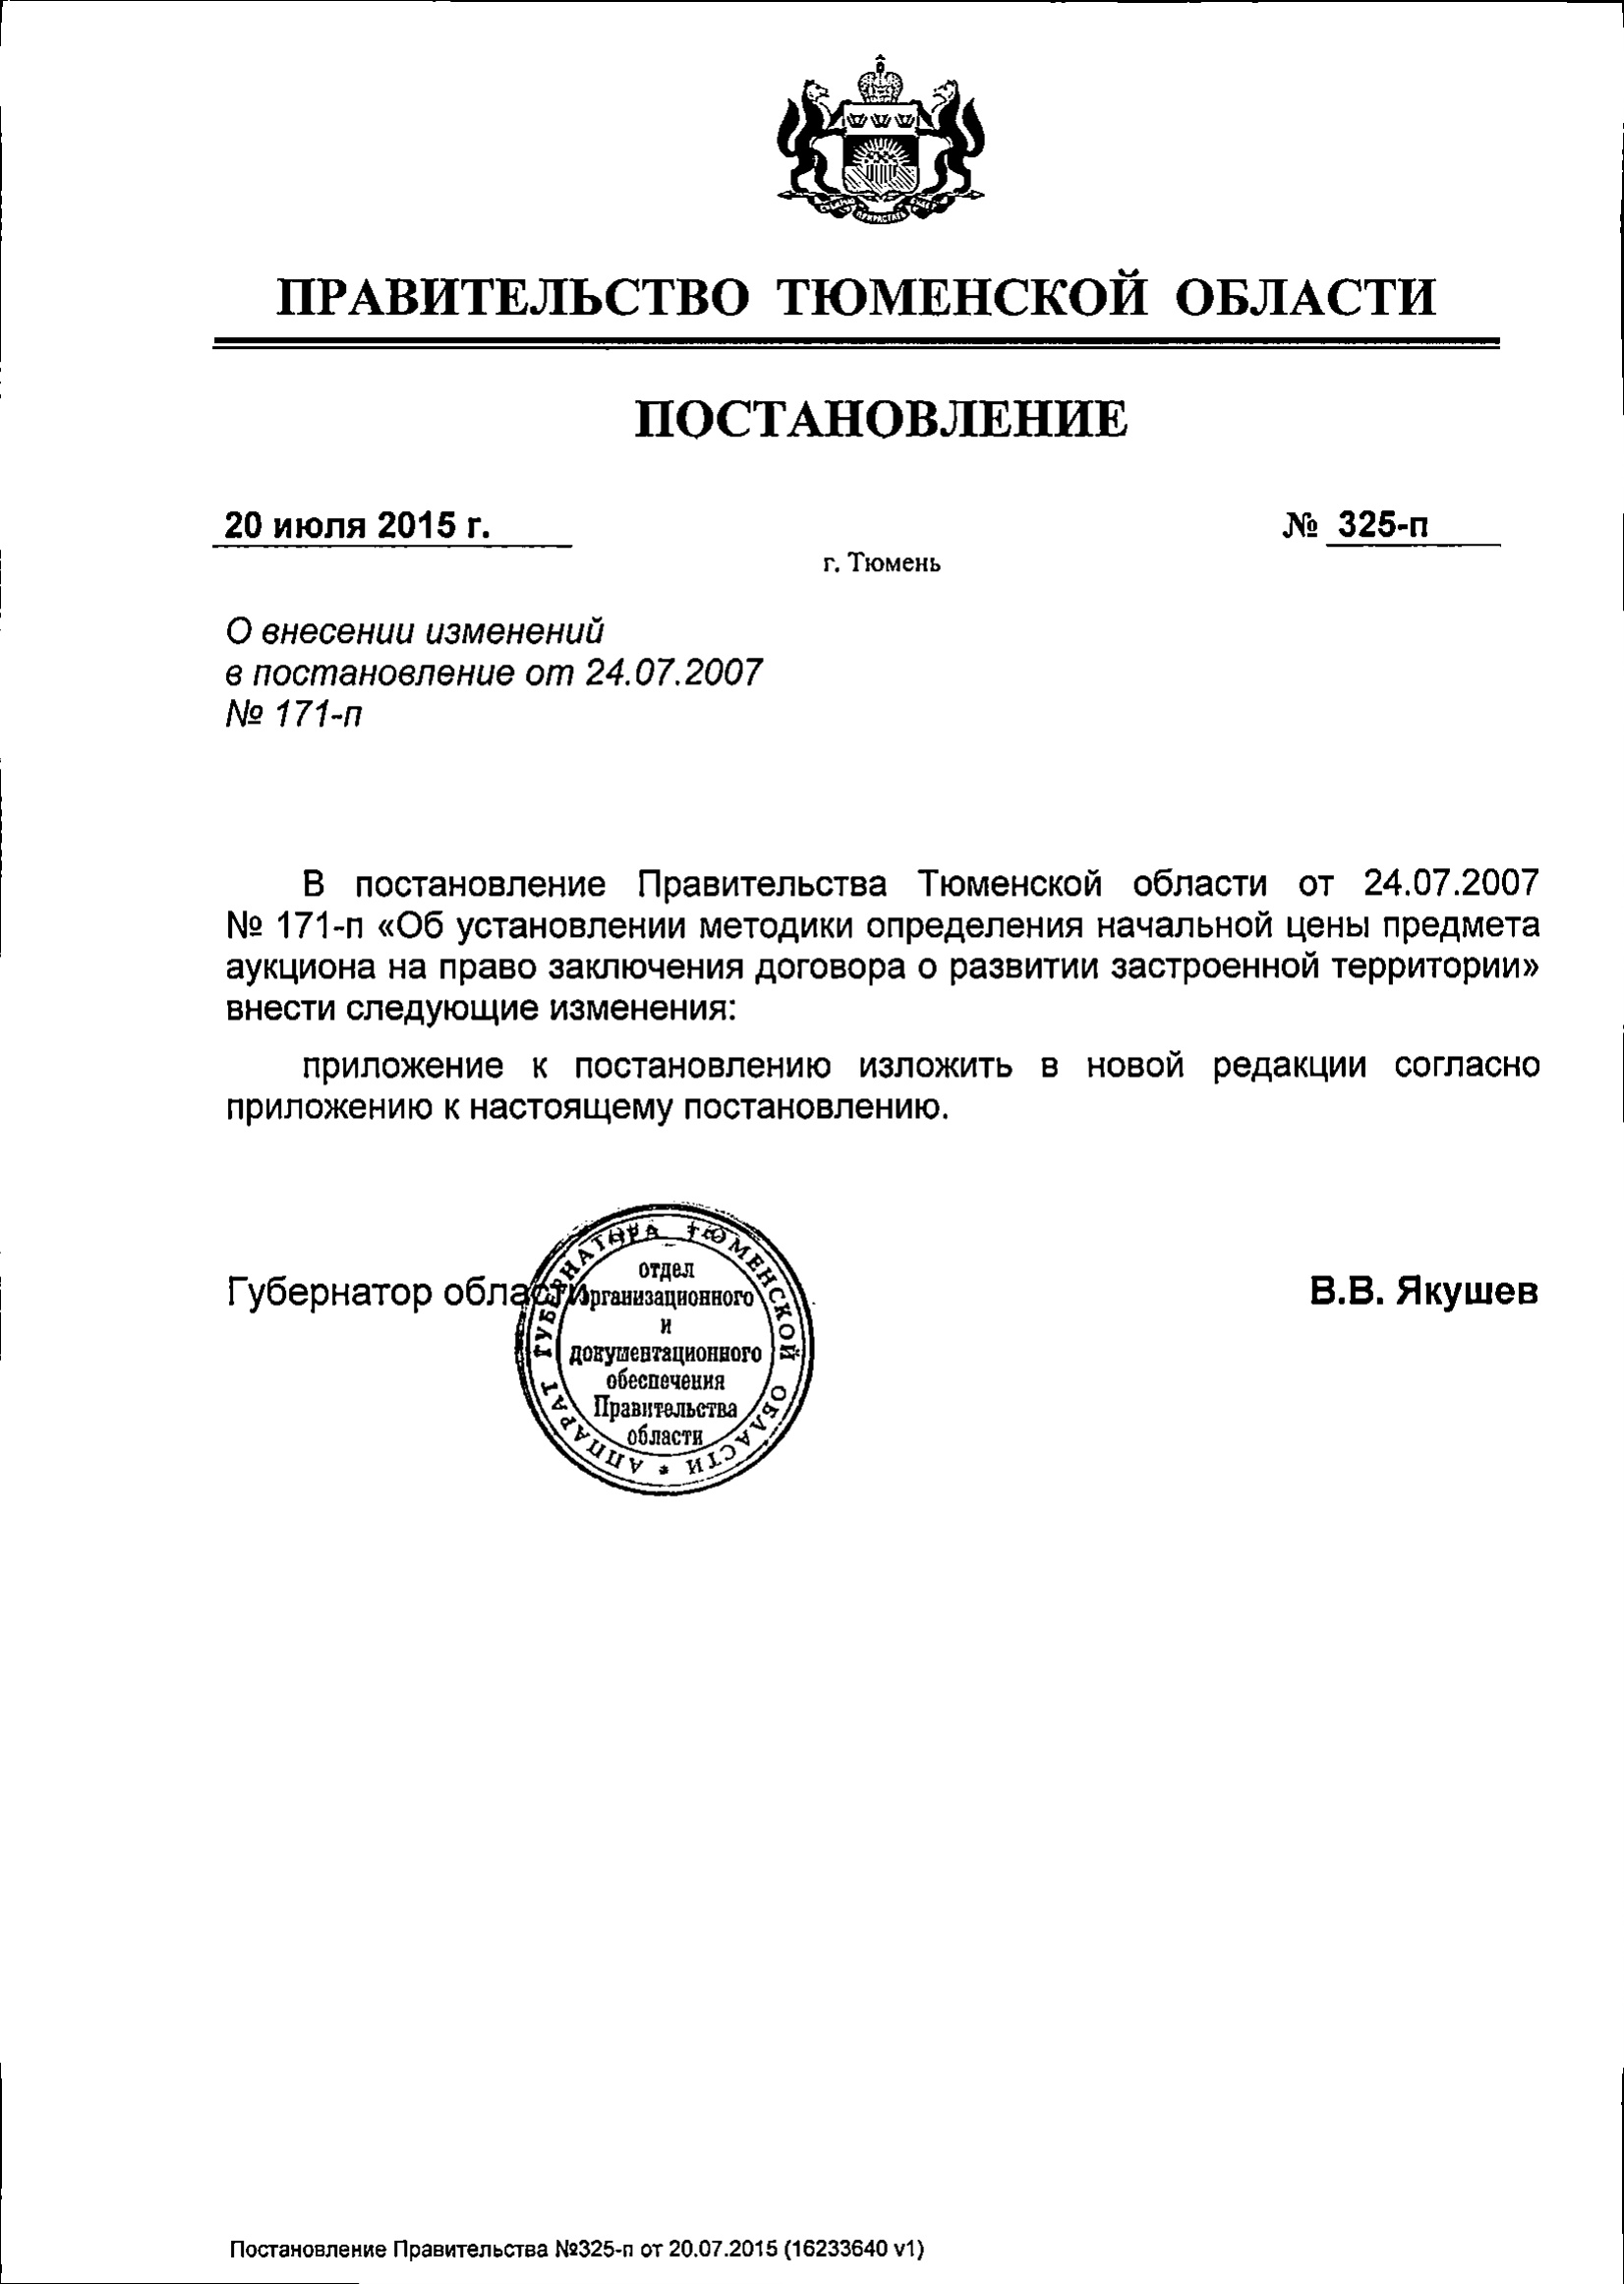 ПРАВИТЕЛЬСТВО ТЮМЕНСКОЙ ОБЛАСТИ
ПОСТАНОВЛЕНИЕ
20 июля 2015 г.
№ 325-п
г. Тюмень
О внесении изменений
в постановление от 24.07.2007
№ 171-п
В постановление Правительства Тюменской области от 24.07.2007
№ 171-п «Об установлении методики определения начальной цены предмета
аукциона на право заключения договора о развитии застроенной территории»
внести следующие изменения:
приложение к постановлению изложить в новой редакции согласно
приложению к настоящему постановлению.
Губернатор области
В.В. Якушев
АППАРАТ ГУБЕРНАТОРА ТЮМЕНСКОЙ ОБЛАСТИ *
отдел
организационного
и
документационного
обеспечения
Правительства
области
Постановление Правительства №325-п от 20.07.2015 (16233640 v1)